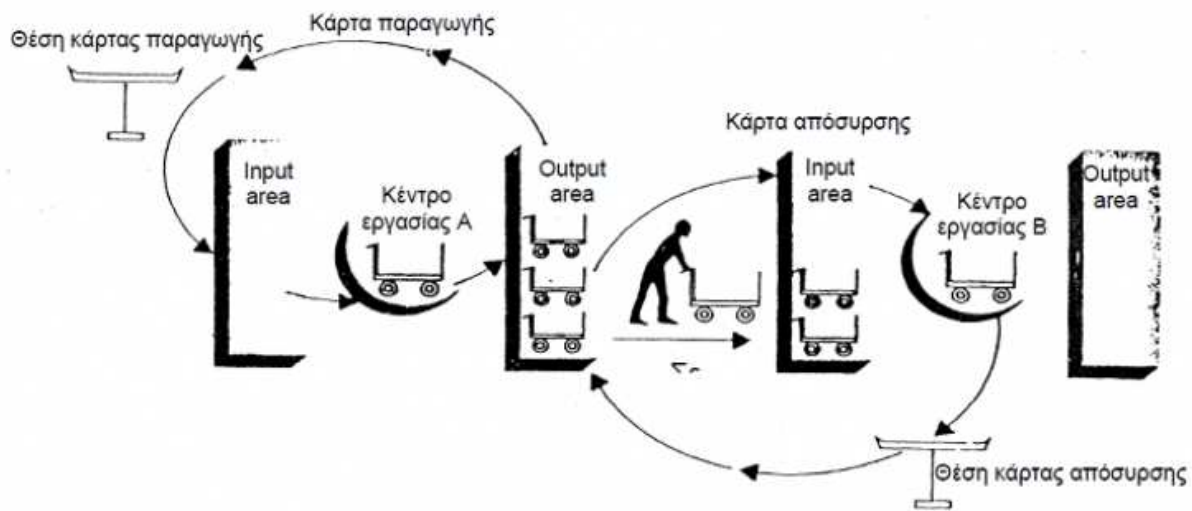 Θέση κάρτας παραγωγής
Κάρτα παραγωγής
Input
area
Κέντρο
εργασίας Α
Output
area
Κάρτα απόσυρσης
Input
area
Κέντρο
εργασίας Β
Output
area
Θέση κάρτας απόσυρσης